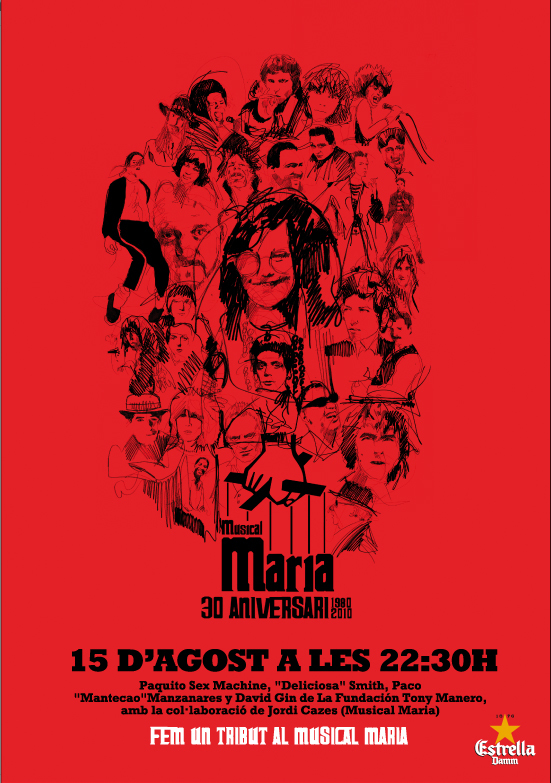 Musical
Maria
30 ANIVERSARI 1980
2010
15 D'AGOST A LES 22:30H
Paquito Sex Machine, "Deliciosa" Smith, Paco
"Mantecao"Manzanares y David Gin de La Fundación Tony Manero,
amb la col·laboració de Jordi Cazes (Musical Maria)
FEM UN TRIBUT AL MUSICAL MARIA
1876
Estrella
Damm